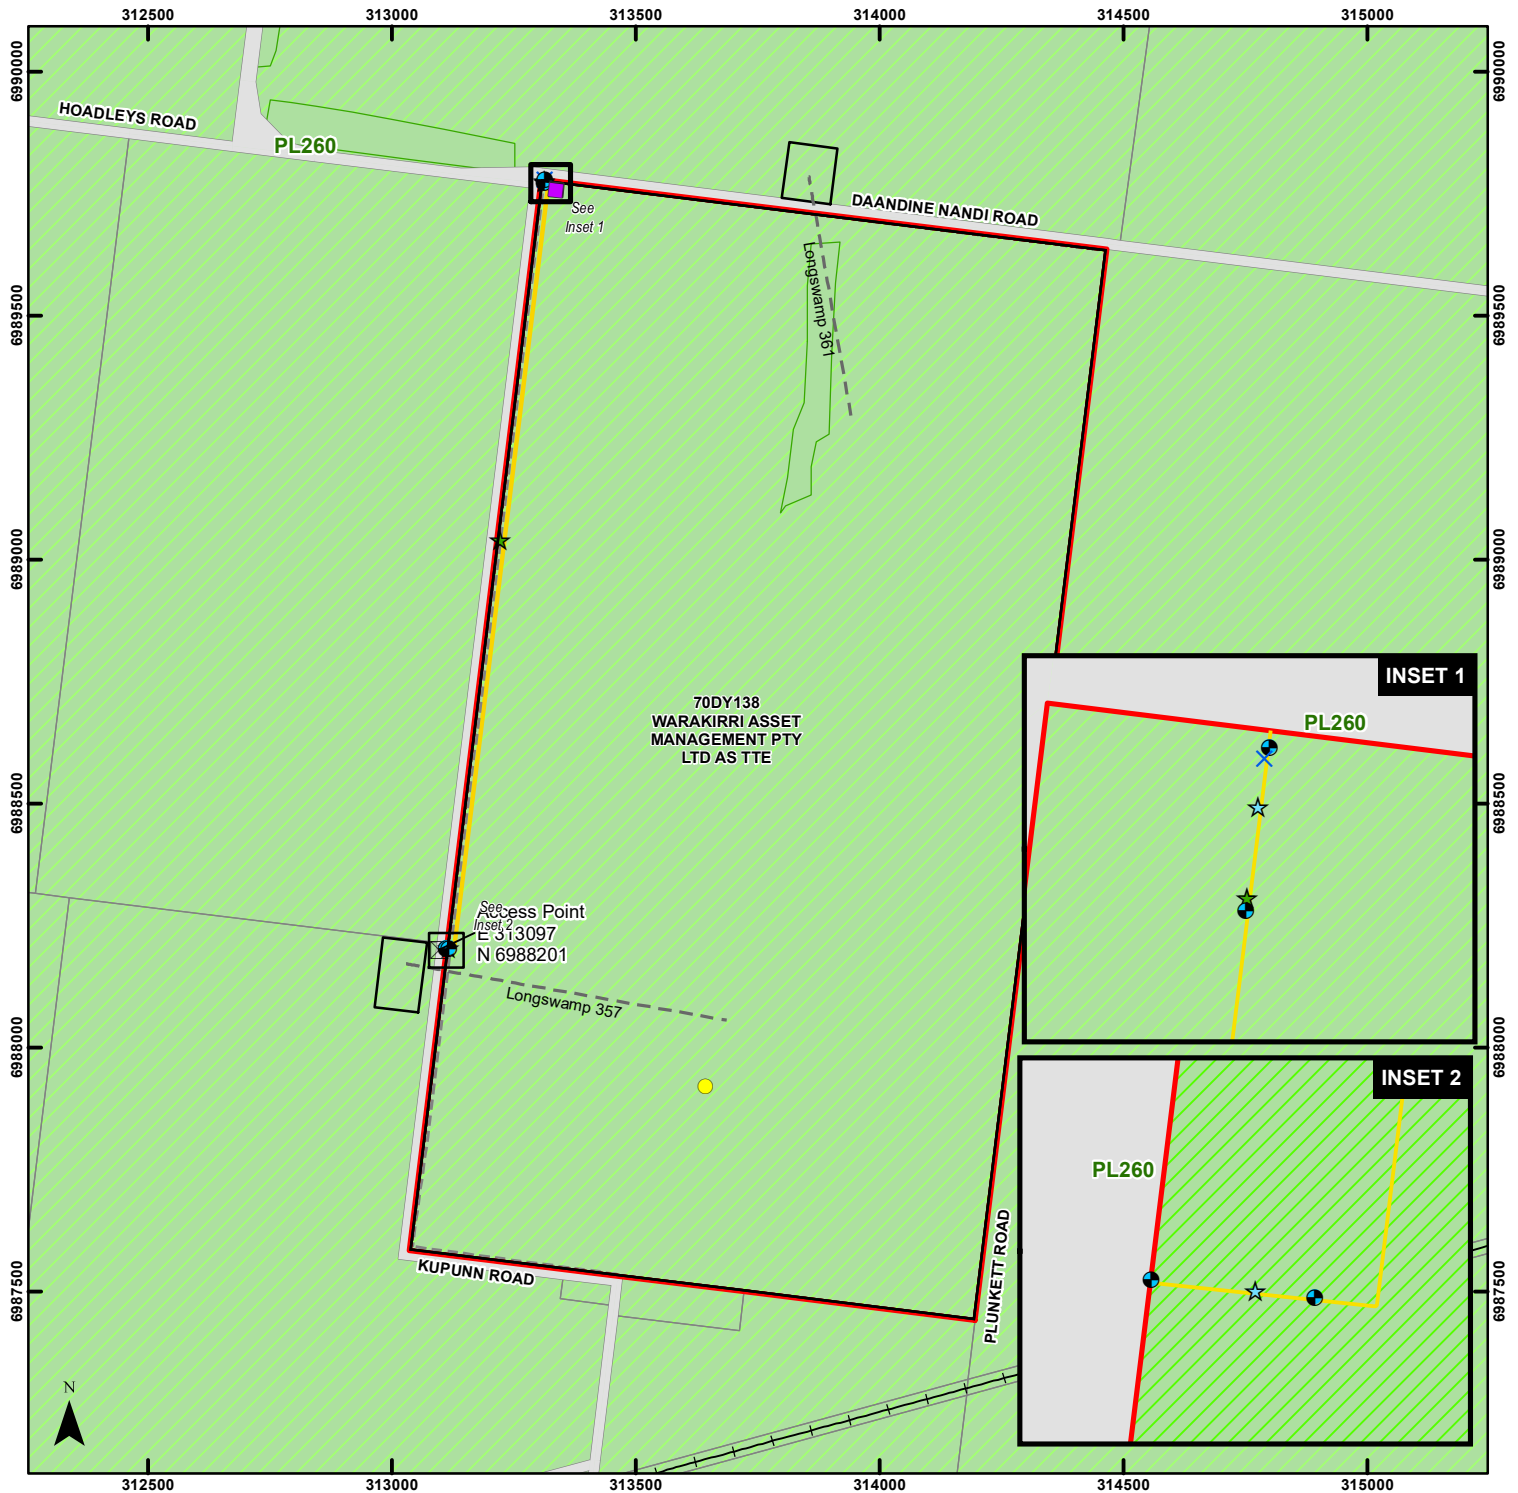 312500 313000 313500 314000 314500 315000
6990000
6990000
HOADLEYS ROAD
PL260
DAANDINE NANDI ROAD
See
Inset 1
Longswamp 361
6989500
6989500
6989000
6989000
70DY138
WARAKIRRI ASSET
MANAGEMENT PTY
LTD AS TTE
INSET 1
PL260
6988500
6988500
See
Inset 2
Access Point
E 313097
N 6988201
Longswamp 357
6988000
6988000
INSET 2
PL260
PLUNKETT ROAD
KUPUNN ROAD
6987500
6987500
N
312500 313000 313500 314000 314500 315000